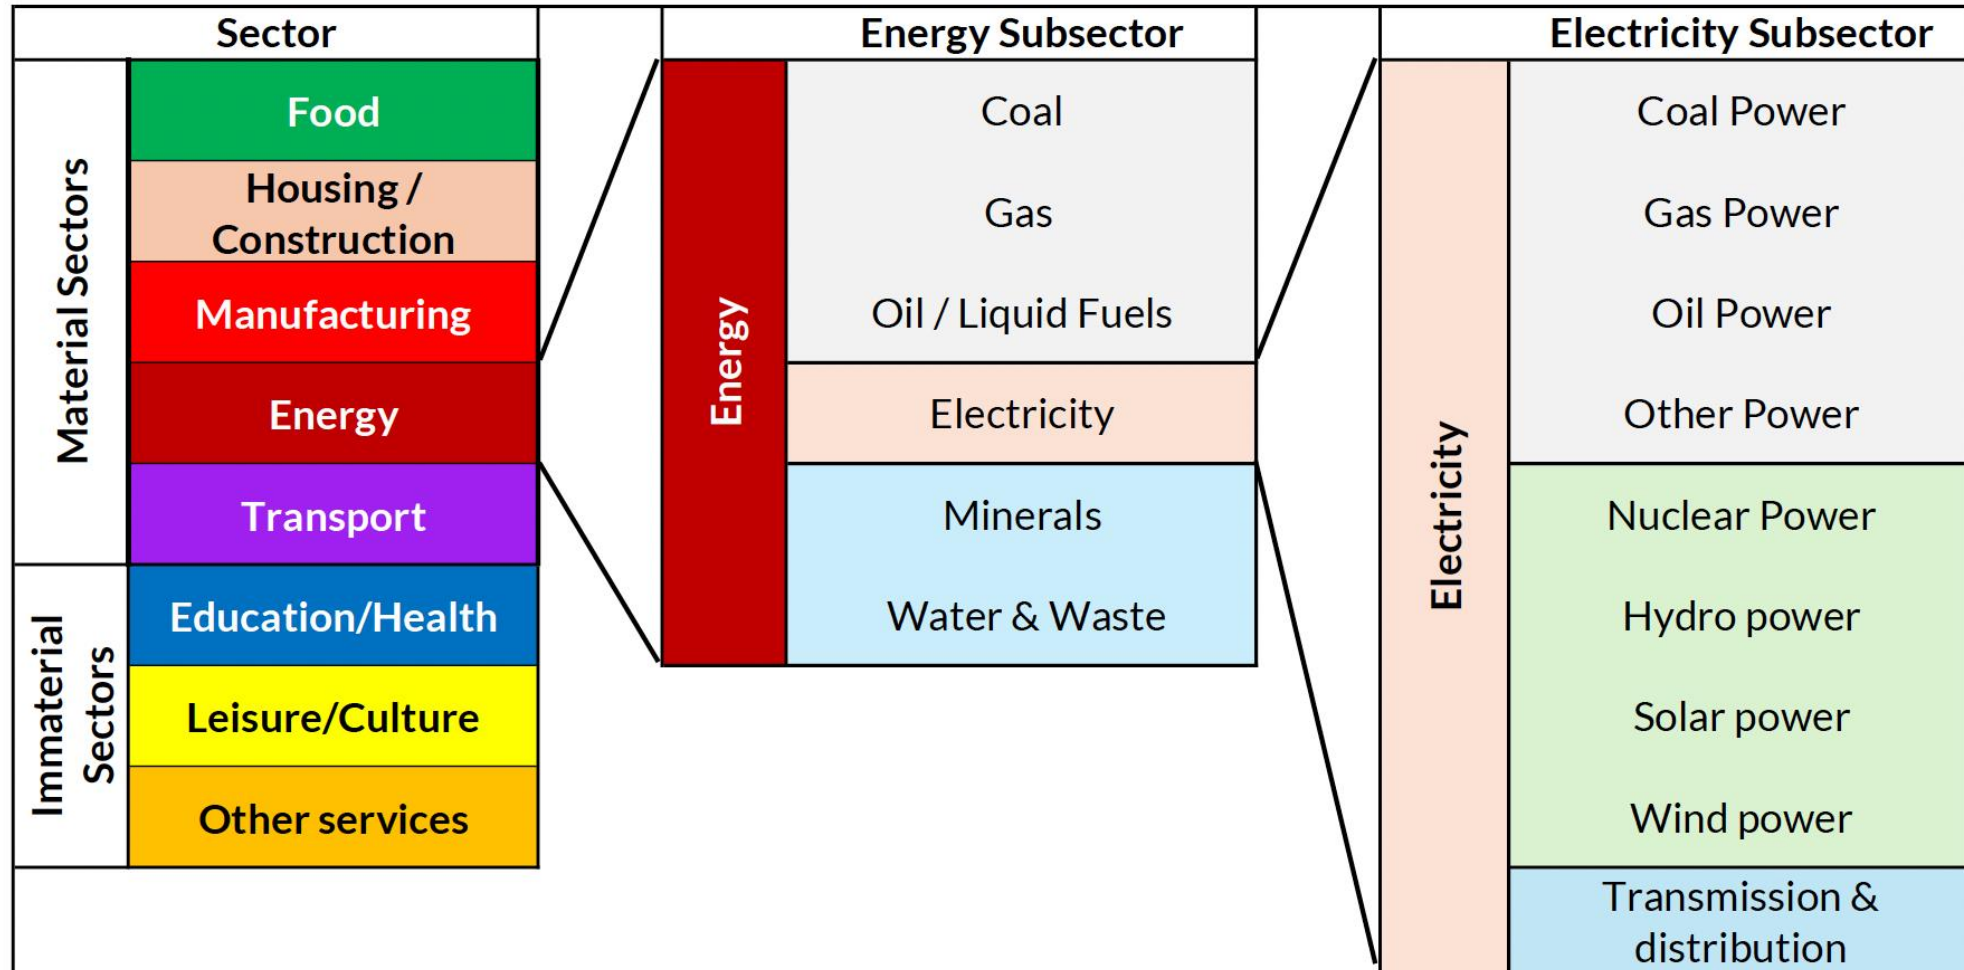 Sector
Material Sectors
Food
Housing /
Construction
Manufacturing
Energy
Transport
Immaterial
Sectors
Education/Health
Leisure/Culture
Other services
Energy Subsector
Energy
Coal
Gas
Oil / Liquid Fuels
Electricity
Minerals
Water & Waste
Electricity Subsector
Electricity
Coal Power
Gas Power
Oil Power
Other Power
Nuclear Power
Hydro power
Solar power
Wind power
Transmission &
distribution